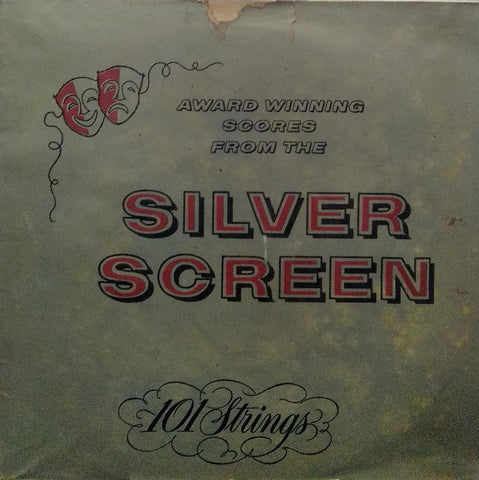 AWARD WINNING
SCORES
FROM THE
SILVER
SCREEN
101 Strings